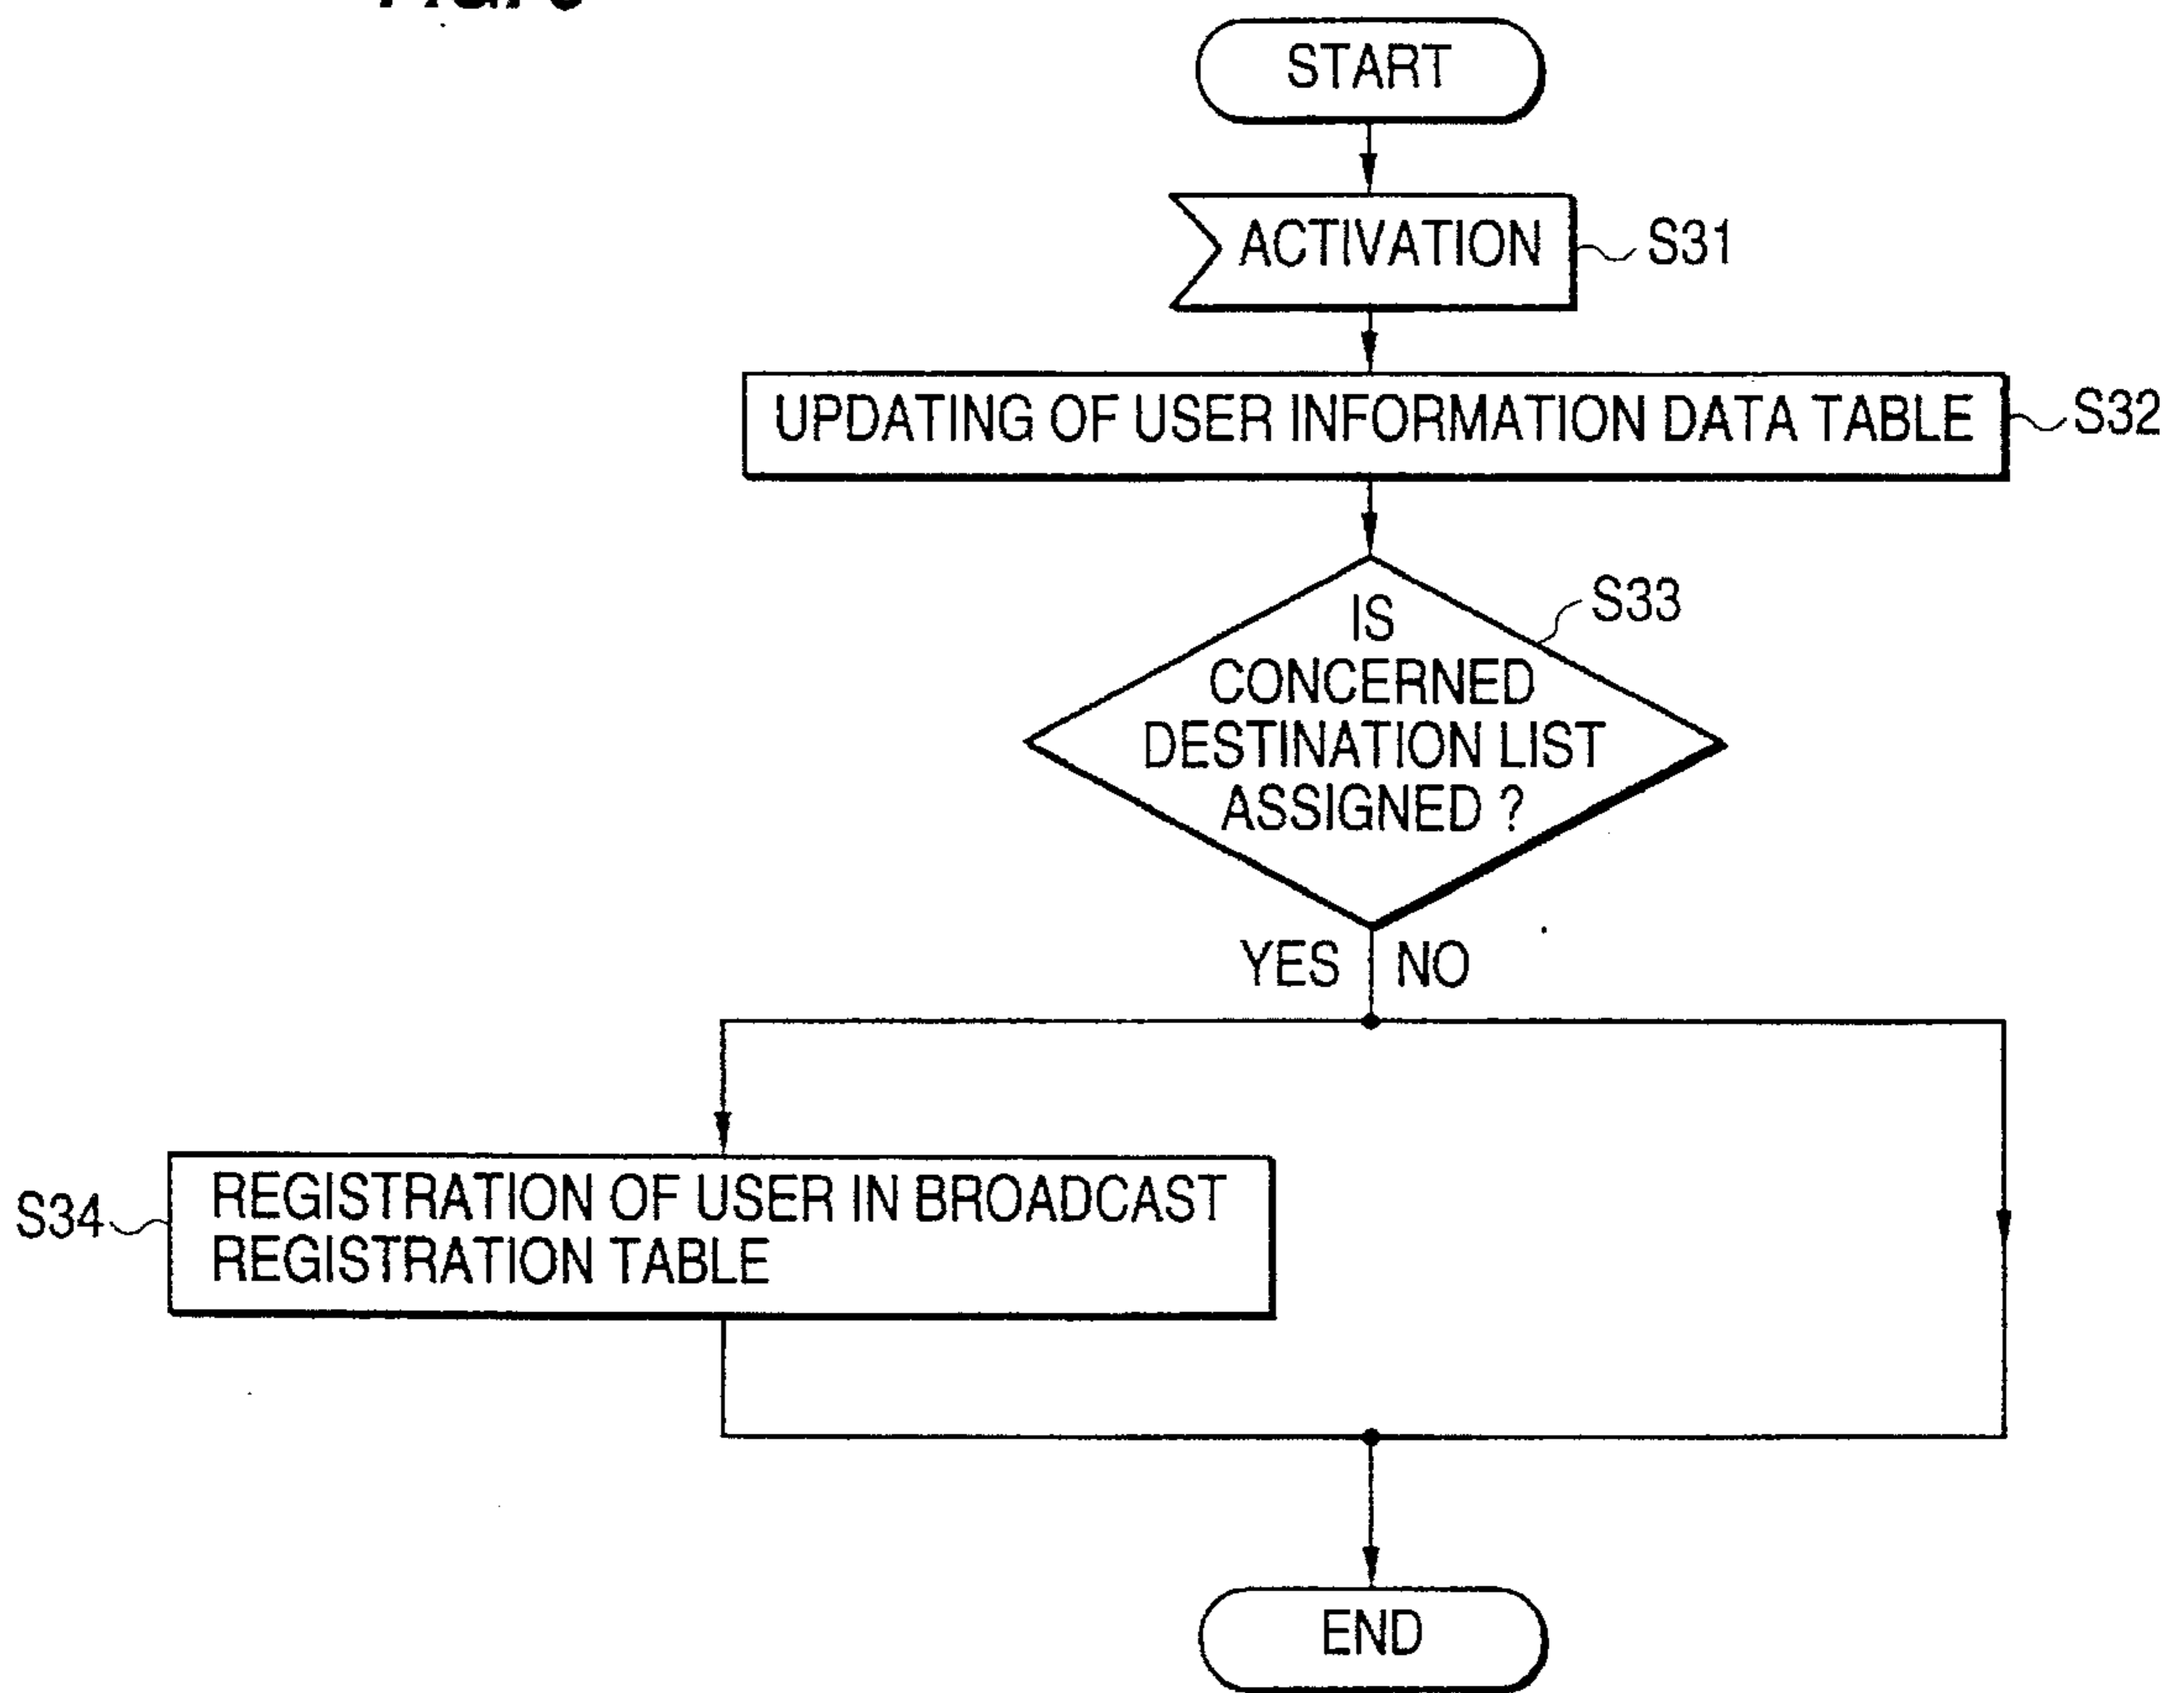 START
ACTIVATION
S31
UPDATING OF USER INFORMATION DATA TABLE
S32
S33
IS
CONCERNED
DESTINATION LIST
ASSIGNED ?
YES
NO
S34
REGISTRATION OF USER IN BROADCAST
REGISTRATION TABLE
END